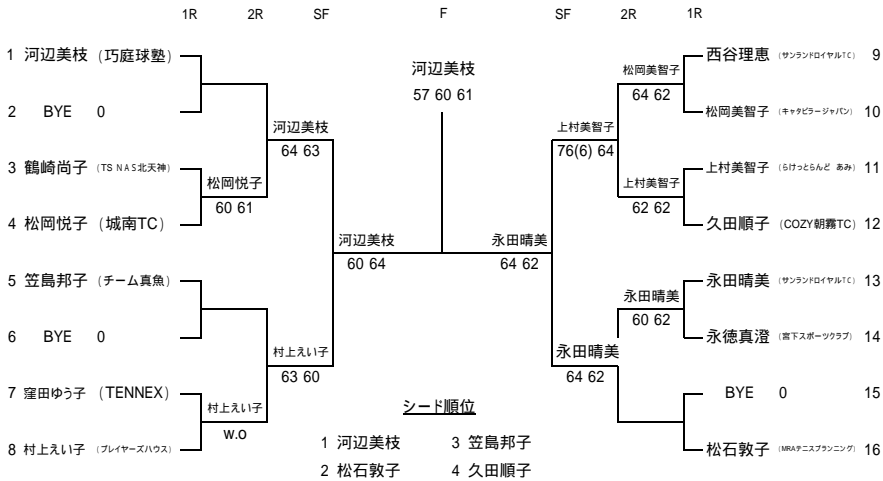 1R 2R SF F SF 2R 1R
1 河辺美枝 (巧庭球塾)
2 BYE 0
3 鶴崎尚子 (TS NAS北天神)
4 松岡悦子 (城南TC)
5 笠島邦子 (チーム真魚)
6 BYE 0
7 窪田ゆう子 (TENNEX)
8 村上えい子 (プレイヤーズハウス)
松岡悦子
60 61
村上えい子
w.o
河辺美枝
64 63
村上えい子
63 60
河辺美枝
60 64
河辺美枝
57 60 61
永田晴美
64 62
上村美智子
76(6) 64
永田晴美
64 62
松岡美智子
64 62
上村美智子
62 62
永田晴美
60 62
西谷理恵 (サンランドロイヤルTC) 9
松岡美智子 (キャタピラージャパン) 10
上村美智子 (らけっとらんど あみ) 11
久田順子 (COZY朝霧TC) 12
永田晴美 (サンランドロイヤルTC) 13
永徳真澄 (宮下スポーツクラブ) 14
BYE 0 15
松石敦子 (MRAテニスプランニング) 16
シード順位
1 河辺美枝 3 笠島邦子
2 松石敦子 4 久田順子